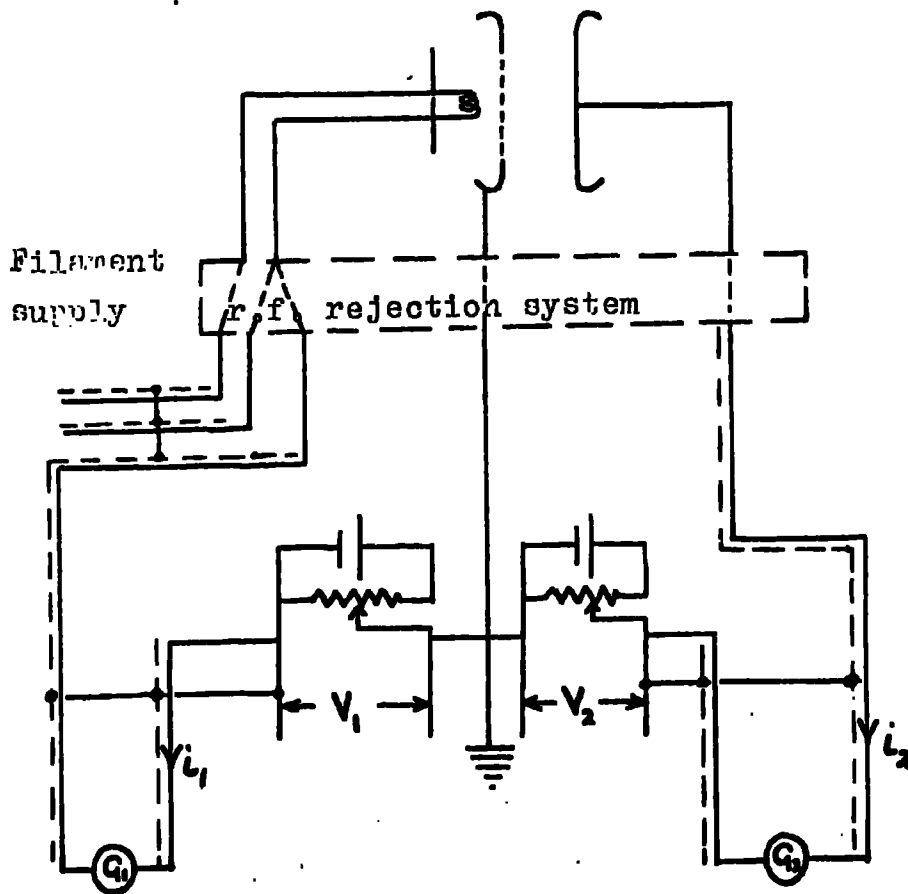 Filament
supply
r f rejection system
V₁
V₂
i₁
i₂
G₁
G₂